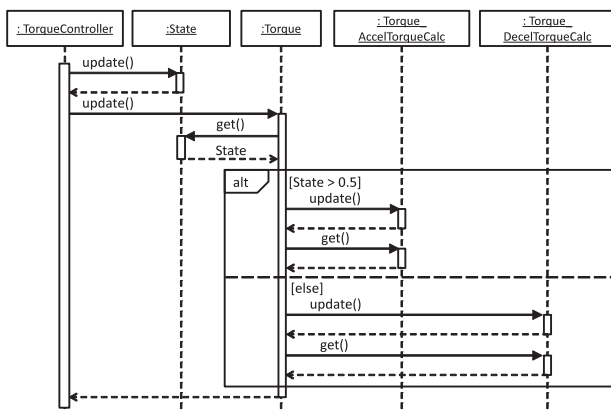 : TorqueController
:State
:Torque
: Torque_
AccelTorqueCalc
: Torque_
DecelTorqueCalc
update()
update()
get()
State
alt
[State > 0.5]
update()
get()
[else]
update()
get()